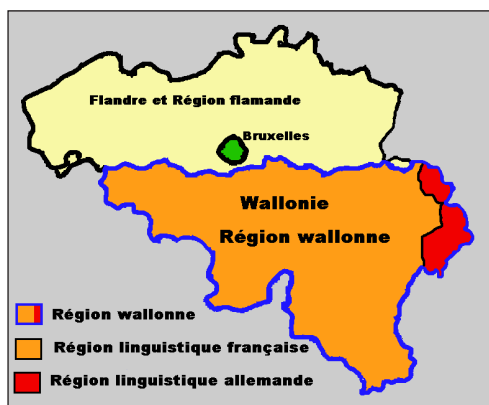 Flandre et Région flamande
Bruxelles
Wallonie
Région wallonne
Région wallonne
Région linguistique française
Région linguistique allemande